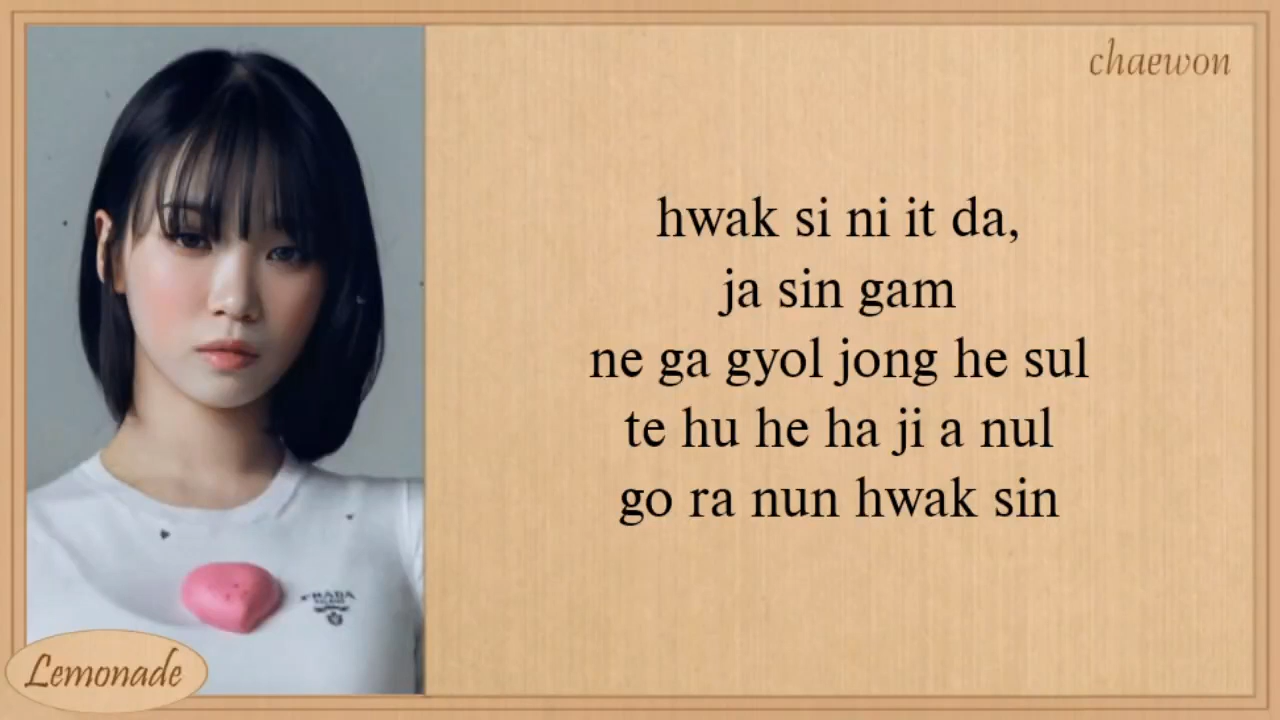 chaewon
hwak si ni it da,
ja sin gam
ne ga gyol jong he sul
te hu he ha ji a nul
go ra nun hwak sin
PRADA
Lemonade